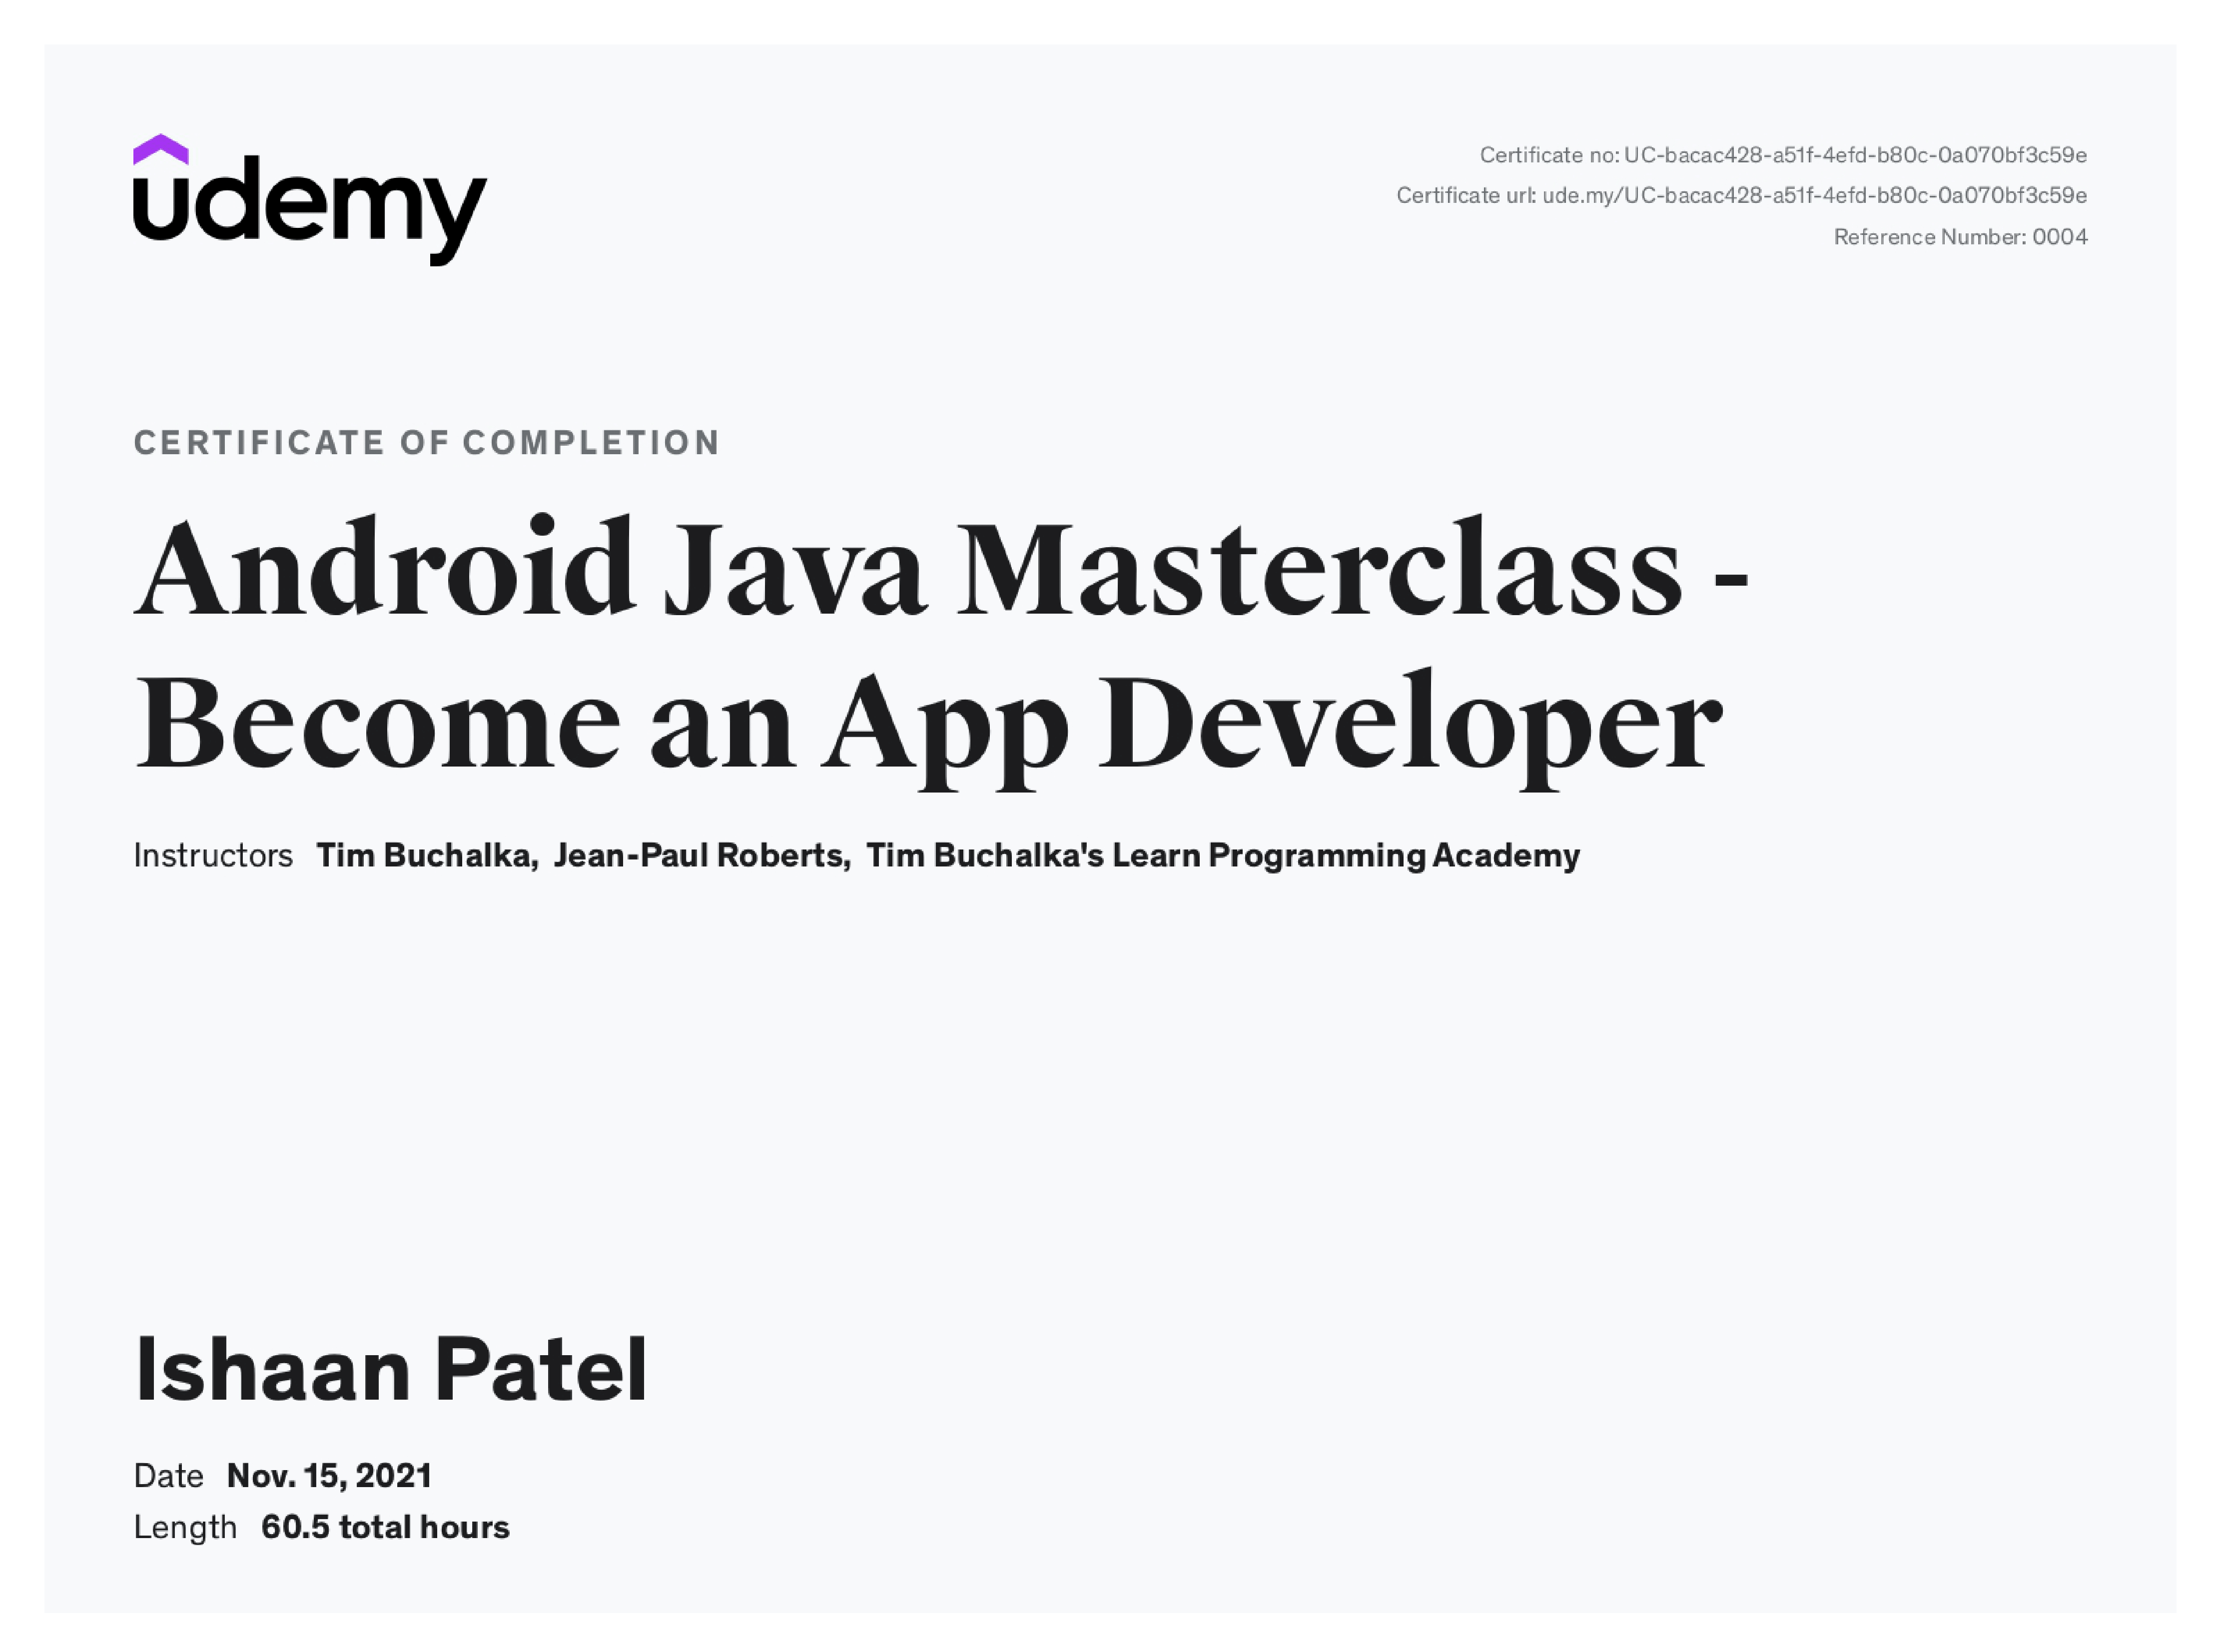 udemy
Certificate no: UC-bacac428-a51f-4efd-b80c-0a070bf3c59e
Certificate url: ude.my/UC-bacac428-a51f-4efd-b80c-0a070bf3c59e
Reference Number: 0004
CERTIFICATE OF COMPLETION
Android Java Masterclass -
Become an App Developer
Instructors Tim Buchalka, Jean-Paul Roberts, Tim Buchalka's Learn Programming Academy
Ishaan Patel
Date Nov. 15, 2021
Length 60.5 total hours